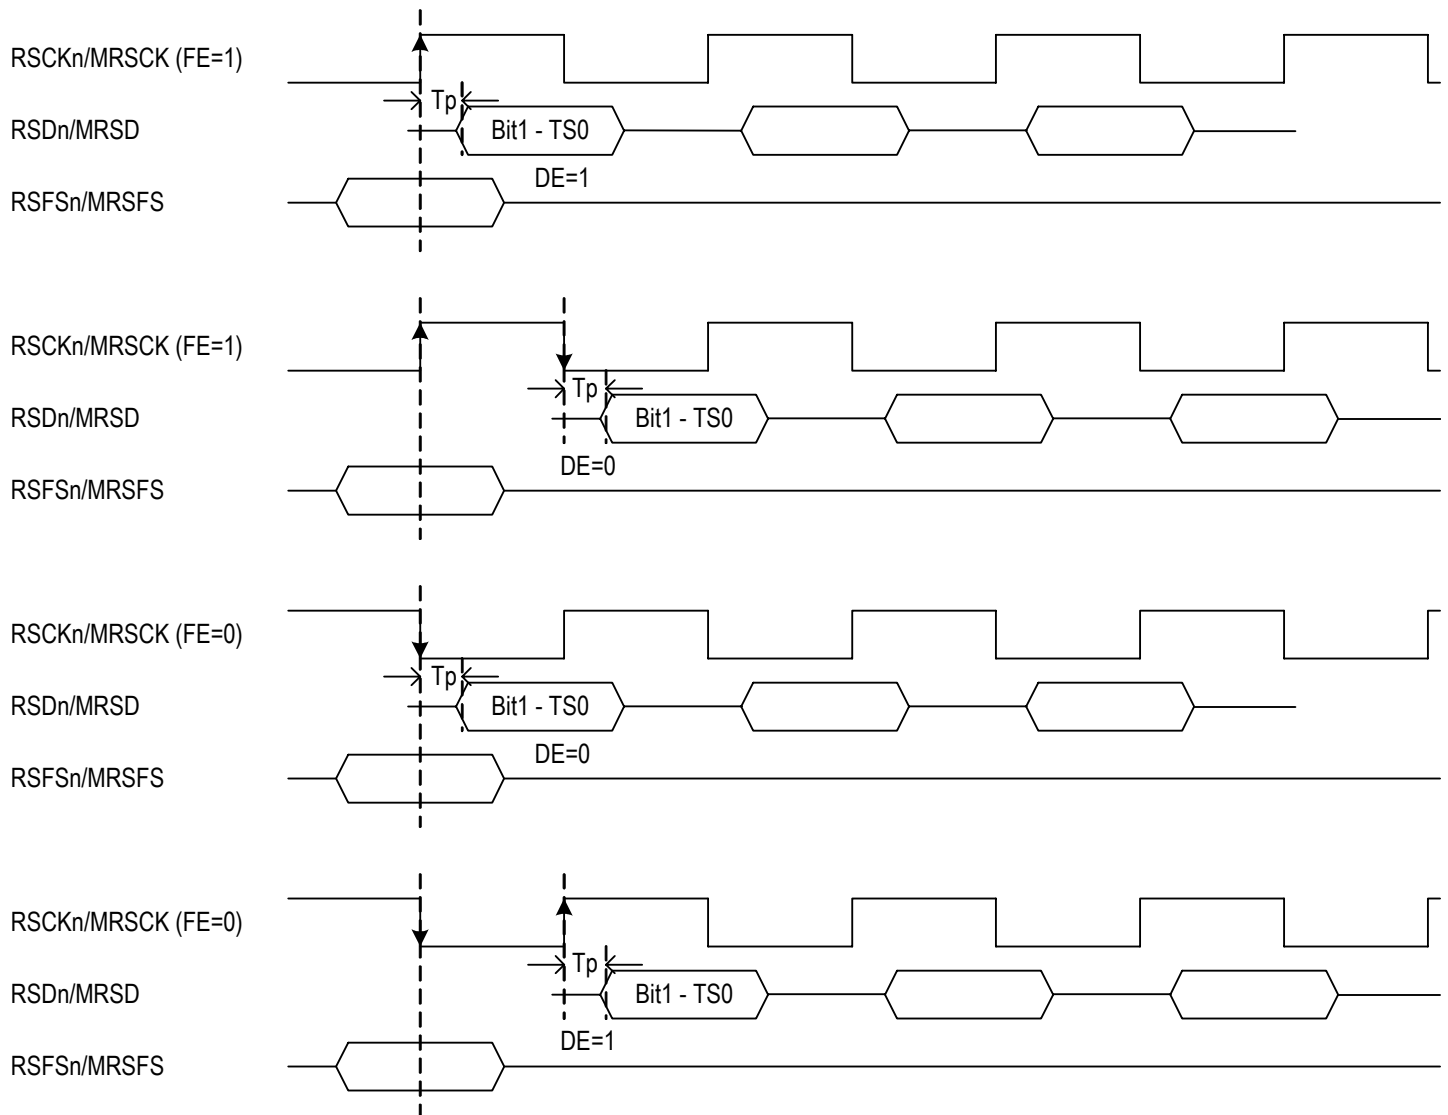 RSCKn/MRSCK (FE=1)
Tp
RSDn/MRSD
Bit1 - TS0
DE=1
RSFSn/MRSFS
RSCKn/MRSCK (FE=1)
Tp
RSDn/MRSD
Bit1 - TS0
DE=0
RSFSn/MRSFS
RSCKn/MRSCK (FE=0)
Tp
RSDn/MRSD
Bit1 - TS0
DE=0
RSFSn/MRSFS
RSCKn/MRSCK (FE=0)
Tp
RSDn/MRSD
Bit1 - TS0
DE=1
RSFSn/MRSFS